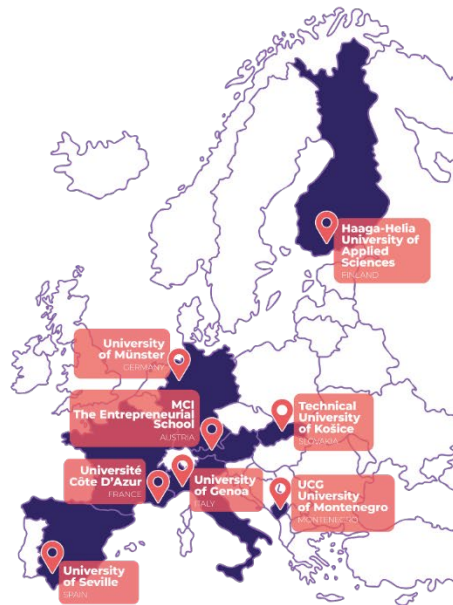 Haaga-Helia
University of
Applied
Sciences
FINLAND
University
of Münster
GERMANY
MCI
The Entrepreneurial
School
AUSTRIA
Technical
University
of Košice
SLOVAKIA
Université
Côte D'Azur
FRANCE
University
of Genoa
ITALY
UCG
University
of Montenegro
MONTENEGRO
University
of Seville
SPAIN